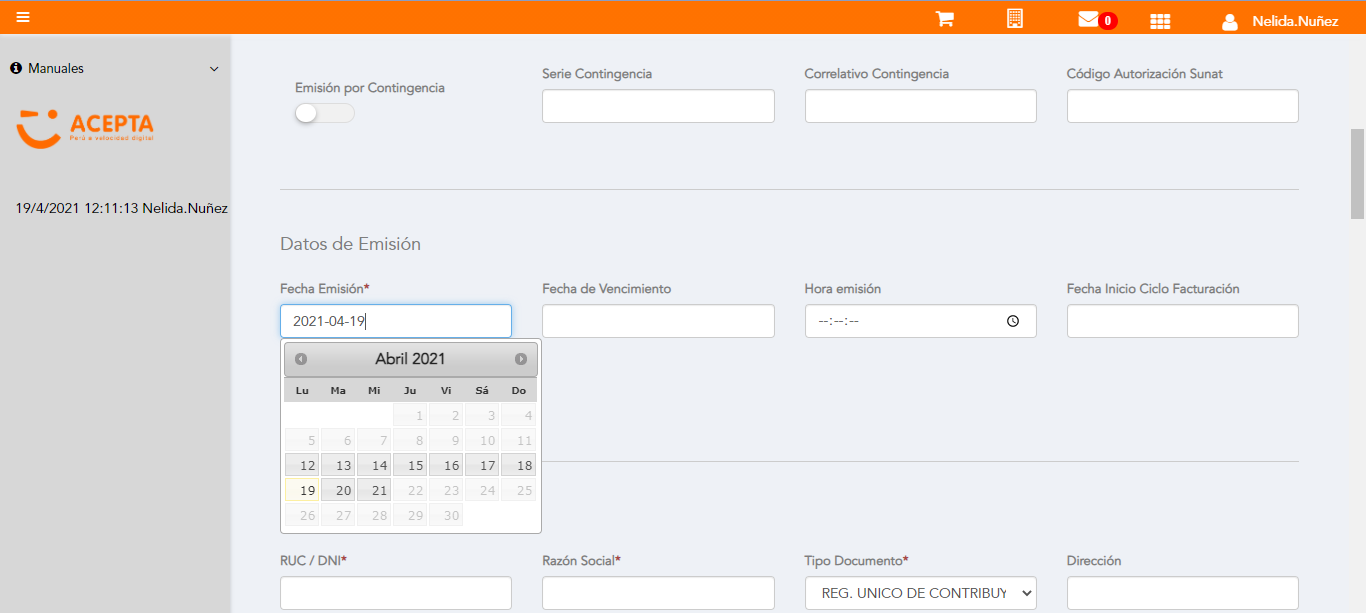 0
Nelida.Nuñez
Manuales
ACEPTA
Perú a velocidad digital
19/4/2021 12:11:13 Nelida.Nuñez
Emisión por Contingencia
Serie Contingencia
Correlativo Contingencia
Código Autorización Sunat
Datos de Emisión
Fecha Emisión*
Fecha de Vencimiento
Hora emisión
Fecha Inicio Ciclo Facturación
2021-04-19
--:--:--
Abril 2021
Lu Ma Mi Ju Vi Sá Do
1 2 3 4
5 6 7 8 9 10 11
12 13 14 15 16 17 18
19 20 21 22 23 24 25
26 27 28 29 30
RUC / DNI*
Razón Social*
Tipo Documento*
Dirección
REG. UNICO DE CONTRIBUY